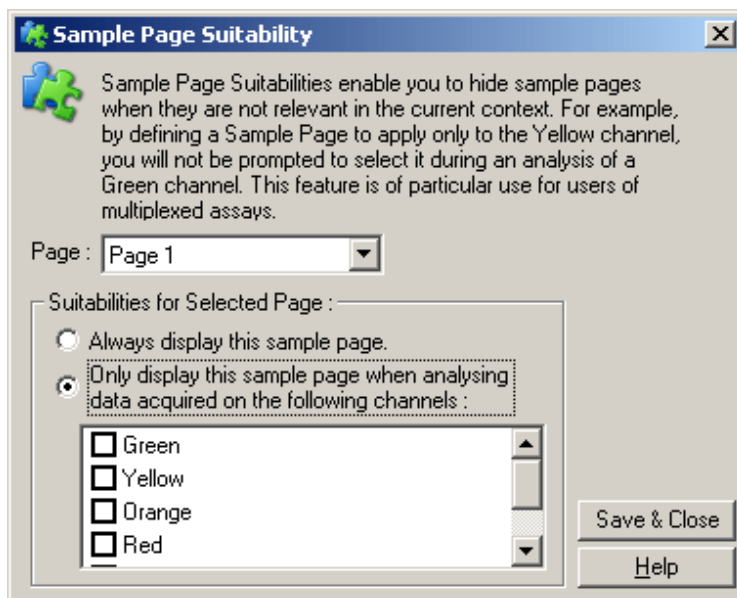 Sample Page Suitability
Sample Page Suitabilities enable you to hide sample pages
when they are not relevant in the current context. For example,
by defining a Sample Page to apply only to the Yellow channel,
you will not be prompted to select it during an analysis of a
Green channel. This feature is of particular use for users of
multiplexed assays.
Page : Page 1
Suitabilities for Selected Page :
Always display this sample page.
Only display this sample page when analysing
data acquired on the following channels :
Green
Yellow
Orange
Red
Save & Close
Help